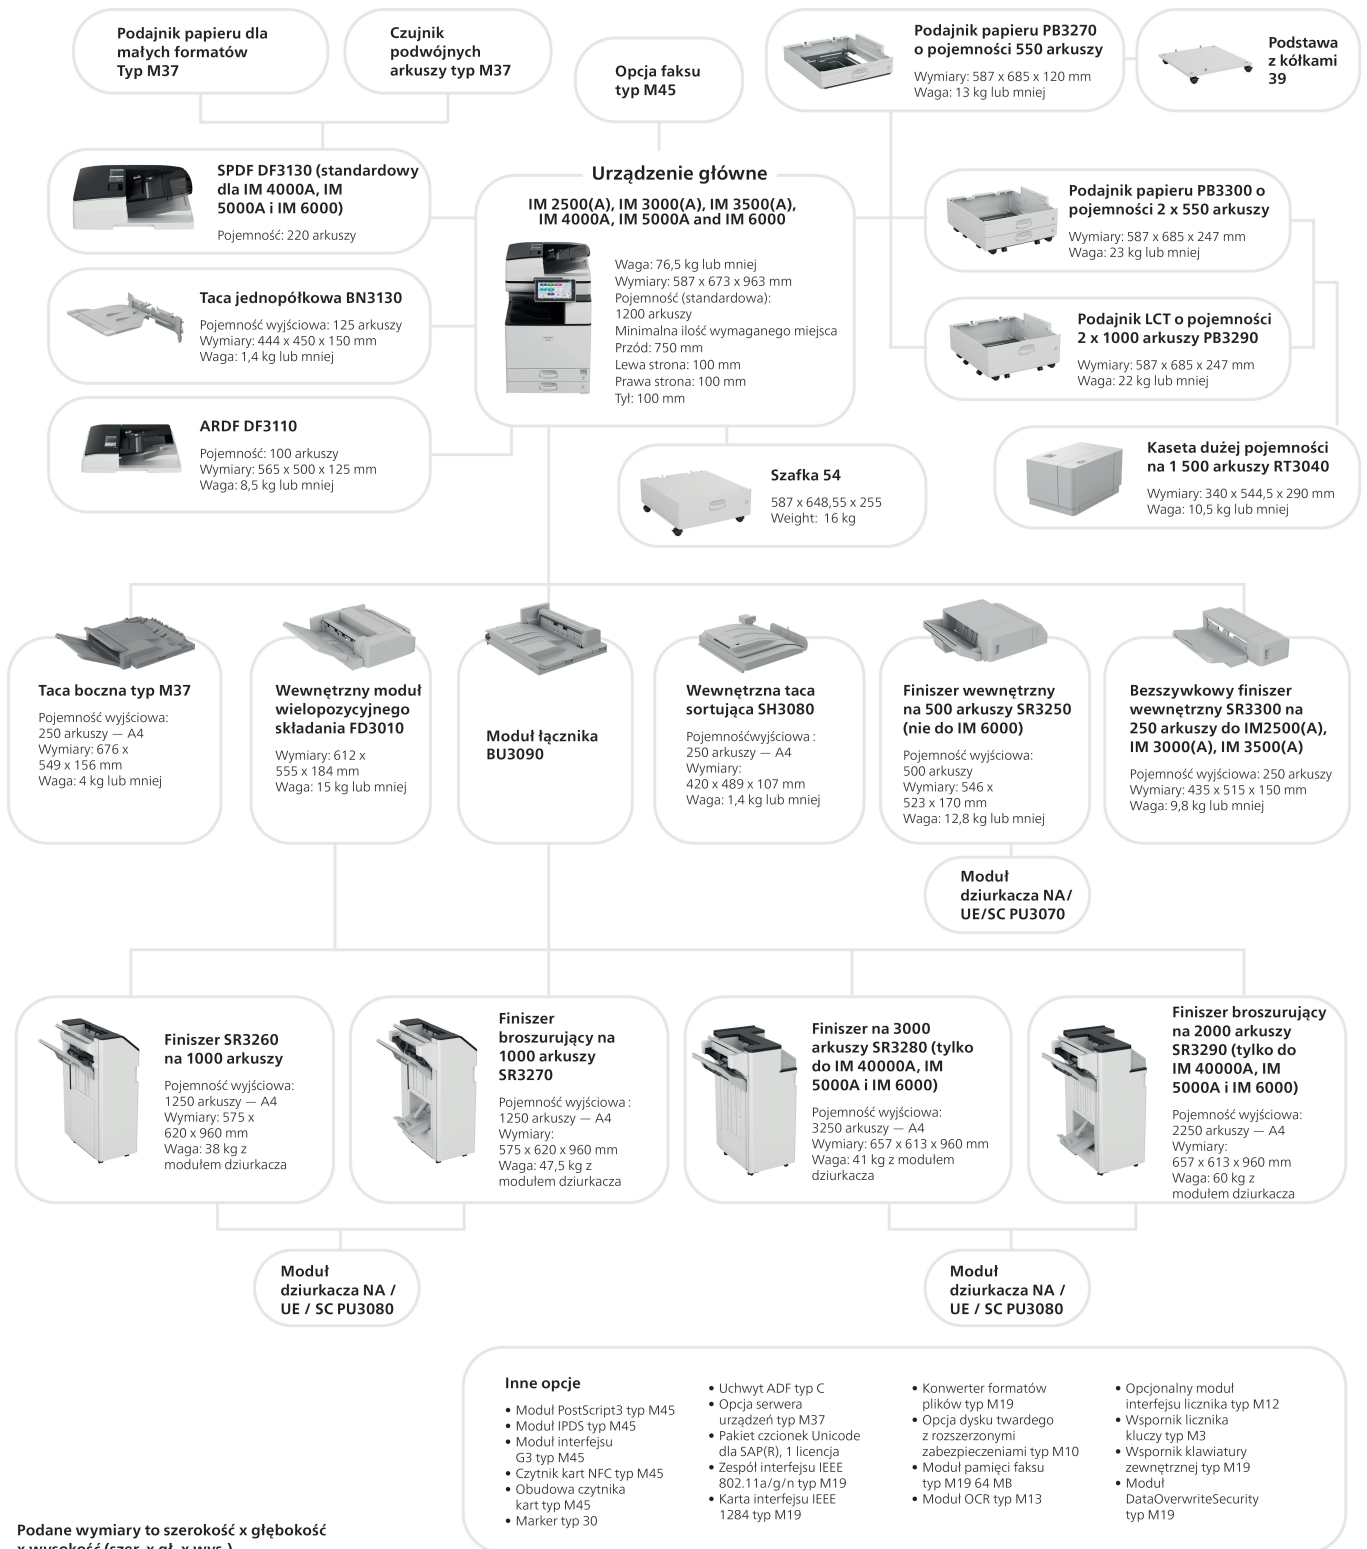 Podajnik papieru dla
małych formatów
Typ M37
Czujnik
podwójnych
arkuszy typ M37
Opcja faksu
typ M45
Podajnik papieru PB3270
o pojemności 550 arkuszy
Wymiary: 587 x 685 x 120 mm
Waga: 13 kg lub mniej
Podstawa
z kółkami
39
SPDF DF3130 (standardowy
dla IM 4000A, IM
5000A i IM 6000)
Pojemność: 220 arkuszy
Taca jednopółkowa BN3130
Pojemność wyjściowa: 125 arkuszy
Wymiary: 444 x 450 x 150 mm
Waga: 1,4 kg lub mniej
ARDF DF3110
Pojemność: 100 arkuszy
Wymiary: 565 x 500 x 125 mm
Waga: 8,5 kg lub mniej
Urządzenie główne
IM 2500(A), IM 3000(A), IM 3500(A),
IM 4000A, IM 5000A and IM 6000
Waga: 76,5 kg lub mniej
Wymiary: 587 x 673 x 963 mm
Pojemność (standardowa):
1200 arkuszy
Minimalna ilość wymaganego miejsca
Przód: 750 mm
Lewa strona: 100 mm
Prawa strona: 100 mm
Tył: 100 mm
Podajnik papieru PB3300 o
pojemności 2 x 550 arkuszy
Wymiary: 587 x 685 x 247 mm
Waga: 23 kg lub mniej
Podajnik LCT o pojemności
2 x 1000 arkuszy PB3290
Wymiary: 587 x 685 x 247 mm
Waga: 22 kg lub mniej
Szafka 54
587 x 648,55 x 255
Weight: 16 kg
Kaseta dużej pojemności
na 1 500 arkuszy RT3040
Wymiary: 340 x 544,5 x 290 mm
Waga: 10,5 kg lub mniej
Taca boczna typ M37
Pojemność wyjściowa:
250 arkuszy — A4
Wymiary: 676 x
549 x 156 mm
Waga: 4 kg lub mniej
Wewnętrzny moduł
wielopozycyjnego
składania FD3010
Wymiary: 612 x
555 x 184 mm
Waga: 15 kg lub mniej
Moduł łącznika
BU3090
Wewnętrzna taca
sortująca SH3080
Pojemnośćwyjściowa :
250 arkuszy — A4
Wymiary:
420 x 489 x 107 mm
Waga: 1,4 kg lub mniej
Finiszer wewnętrzny
na 500 arkuszy SR3250
(nie do IM 6000)
Pojemność wyjściowa:
500 arkuszy
Wymiary: 546 x
523 x 170 mm
Waga: 12,8 kg lub mniej
Bezszywkowy finiszer
wewnętrzny SR3300 na
250 arkuszy do IM2500(A),
IM 3000(A), IM 3500(A)
Pojemność wyjściowa: 250 arkuszy
Wymiary: 435 x 515 x 150 mm
Waga: 9,8 kg lub mniej
Moduł
dziurkacza NA/
UE/SC PU3070
Finiszer SR3260
na 1000 arkuszy
Pojemność wyjściowa:
1250 arkuszy — A4
Wymiary: 575 x
620 x 960 mm
Waga: 38 kg z
modułem dziurkacza
Finiszer
broszurujący na
1000 arkuszy
SR3270
Pojemność wyjściowa :
1250 arkuszy — A4
Wymiary:
575 x 620 x 960 mm
Waga: 47,5 kg z
modułem dziurkacza
Finiszer na 3000
arkuszy SR3280 (tylko
do IM 40000A, IM
5000A i IM 6000)
Pojemność wyjściowa:
3250 arkuszy — A4
Wymiary: 657 x 613 x 960 mm
Waga: 41 kg z modułem
dziurkacza
Finiszer broszurujący
na 2000 arkuszy
SR3290 (tylko do
IM 40000A, IM
5000A i IM 6000)
Pojemność wyjściowa:
2250 arkuszy — A4
Wymiary:
657 x 613 x 960 mm
Waga: 60 kg z
modułem dziurkacza
Moduł
dziurkacza NA /
UE / SC PU3080
Moduł
dziurkacza NA /
UE / SC PU3080
Inne opcje
• Moduł PostScript3 typ M45
• Moduł IPDS typ M45
• Moduł interfejsu
G3 typ M45
• Czytnik kart NFC typ M45
• Obudowa czytnika
kart typ M45
• Marker typ 30
• Uchwyt ADF typ C
• Opcja serwera
urządzeń typ M37
• Pakiet czcionek Unicode
dla SAP(R), 1 licencja
• Zespół interfejsu IEEE
802.11a/g/n typ M19
• Karta interfejsu IEEE
1284 typ M19
• Konwerter formatów
plików typ M19
• Opcja dysku twardego
z rozszerzonymi
zabezpieczeniami typ M10
• Moduł pamięci faksu
typ M19 64 MB
• Moduł OCR typ M13
• Opcjonalny moduł
interfejsu licznika typ M12
• Wspornik licznika
kluczy typ M3
• Wspornik klawiatury
zewnętrznej typ M19
• Moduł
DataOverwriteSecurity
typ M19
Podane wymiary to szerokość x głębokość
x wysokość (szer. x gł. x wys.)